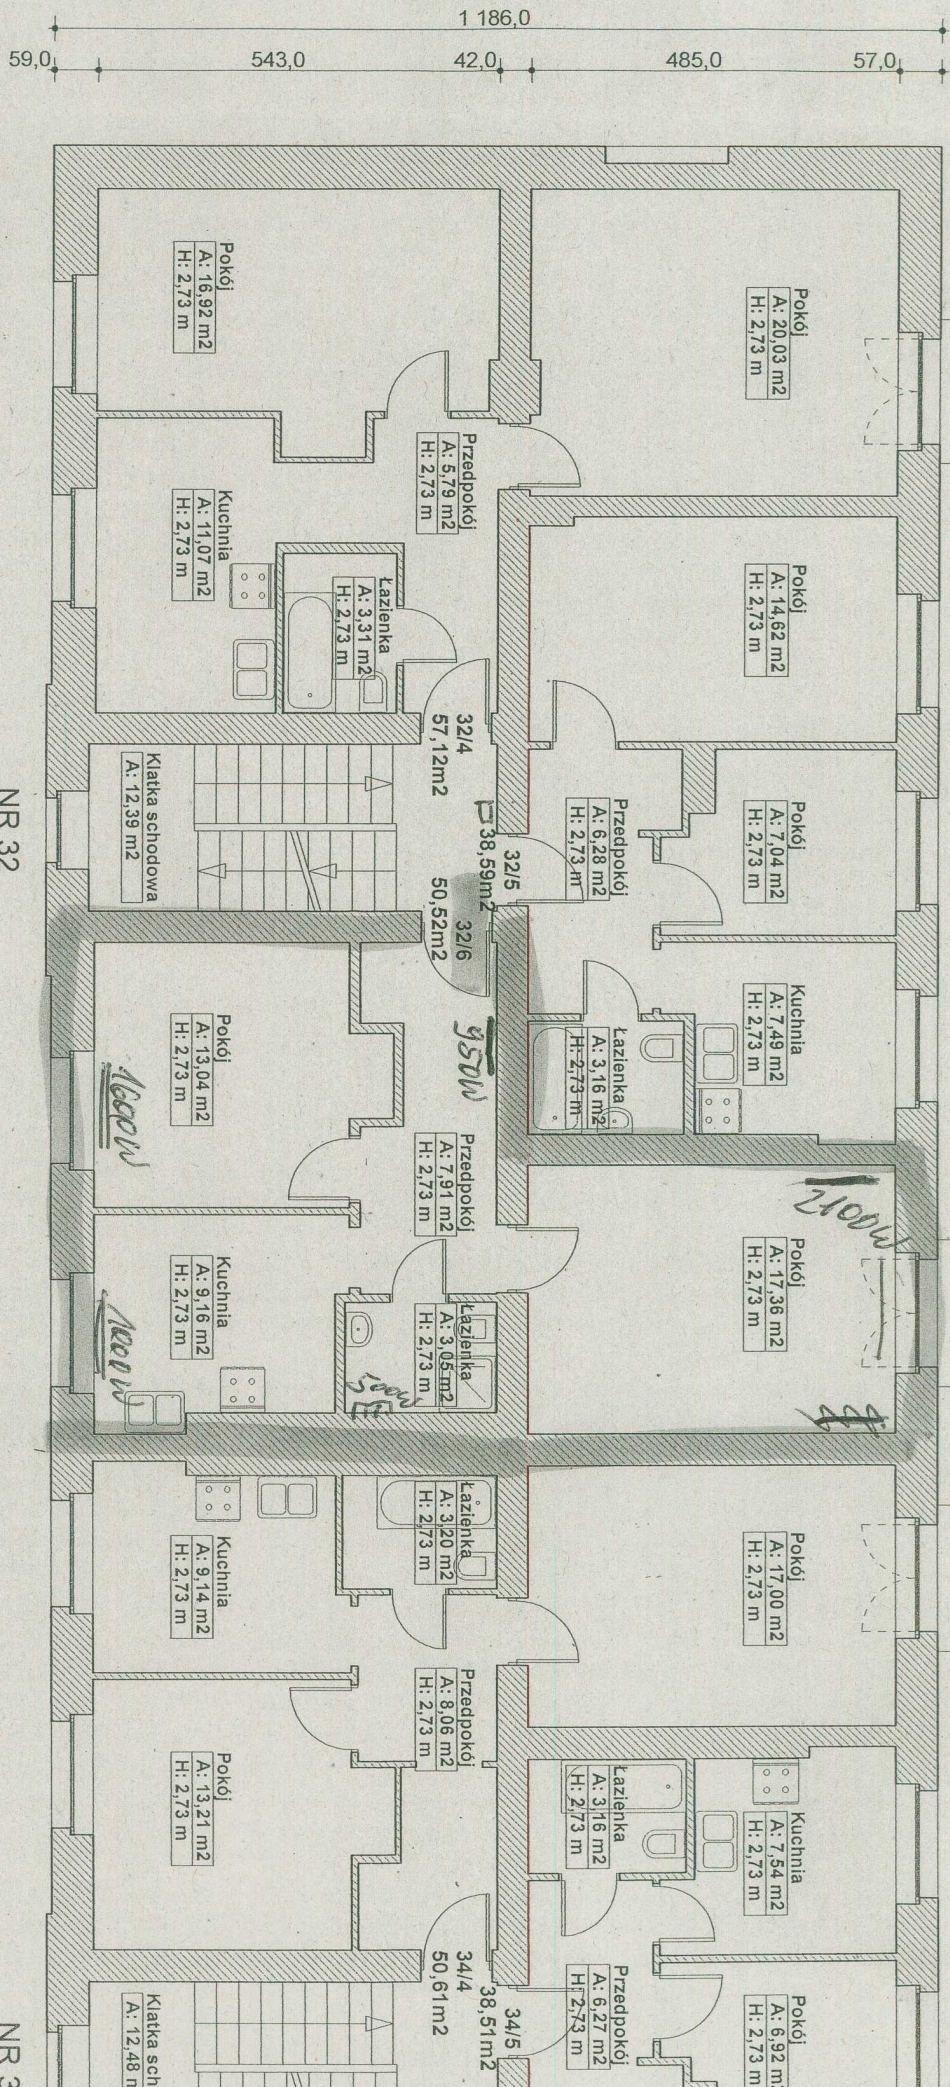 1 186,0
59,0
543,0
42,0
485,0
57,0
Pokój
A: 16,92 m2
H: 2,73 m
Pokój
A: 20,03 m2
H: 2,73 m
Przedpokój
A: 5,79 m2
H: 2,73 m
Kuchnia
A: 11,07 m2
H: 2,73 m
Łazienka
A: 3,31 m2
H: 2,73 m
Pokój
A: 14,62 m2
H: 2,73 m
32/4
57,12m2
Klatka schodowa
A: 12,39 m2
NR 32
32/5
38,59m2
Przedpokój
A: 6,28 m2
H: 2,73 m
Pokój
A: 7,04 m2
H: 2,73 m
32/6
50,52m2
Kuchnia
A: 7,49 m2
H: 2,73 m
Łazienka
A: 3,16 m2
H: 2,73 m
Pokój
A: 13,04 m2
H: 2,73 m
1600W
950W
Przedpokój
A: 7,91 m2
H: 2,73 m
2100W
Pokój
A: 17,36 m2
H: 2,73 m
Kuchnia
A: 9,16 m2
H: 2,73 m
1000W
Łazienka
A: 3,05 m2
H: 2,73 m
500W
Łazienka
A: 3,20 m2
H: 2,73 m
Kuchnia
A: 9,14 m2
H: 2,73 m
Pokój
A: 17,00 m2
H: 2,73 m
Przedpokój
A: 8,06 m2
H: 2,73 m
Pokój
A: 13,21 m2
H: 2,73 m
Łazienka
A: 3,16 m2
H: 2,73 m
Kuchnia
A: 7,54 m2
H: 2,73 m
34/4
50,61m2
34/5
38,51m2
Przedpokój
A: 6,27 m2
H: 2,73 m
Pokój
A: 6,92 m2
H: 2,73 m
Klatka sch
A: 12,48 m
NR 3